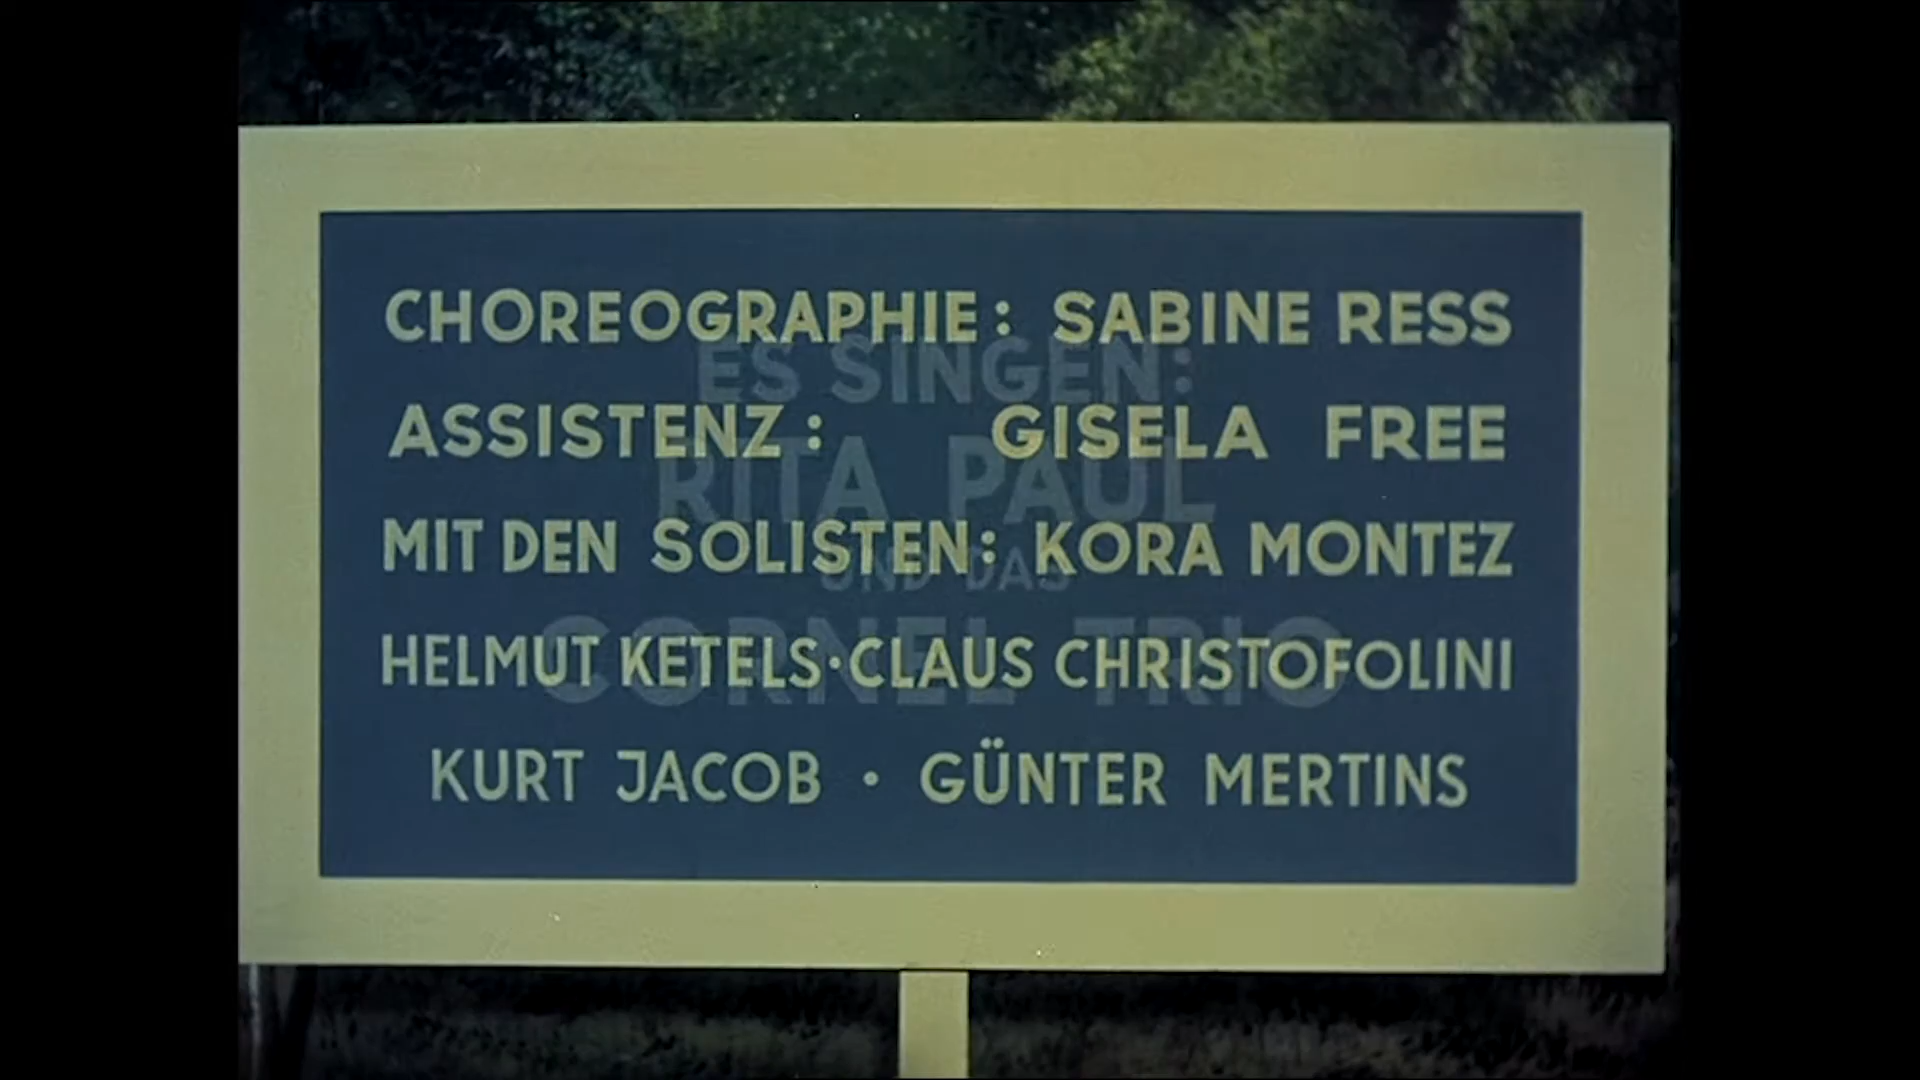 CHOREOGRAPHIE: SABINE RESS
ASSISTENZ: GISELA FREE
MIT DEN SOLISTEN: KORA MONTEZ
HELMUT KETELS · CLAUS CHRISTOFOLINI
KURT JACOB · GÜNTER MERTINS
ES SINGEN:
RITA PAUL
UND DAS
CORNEL TRIO